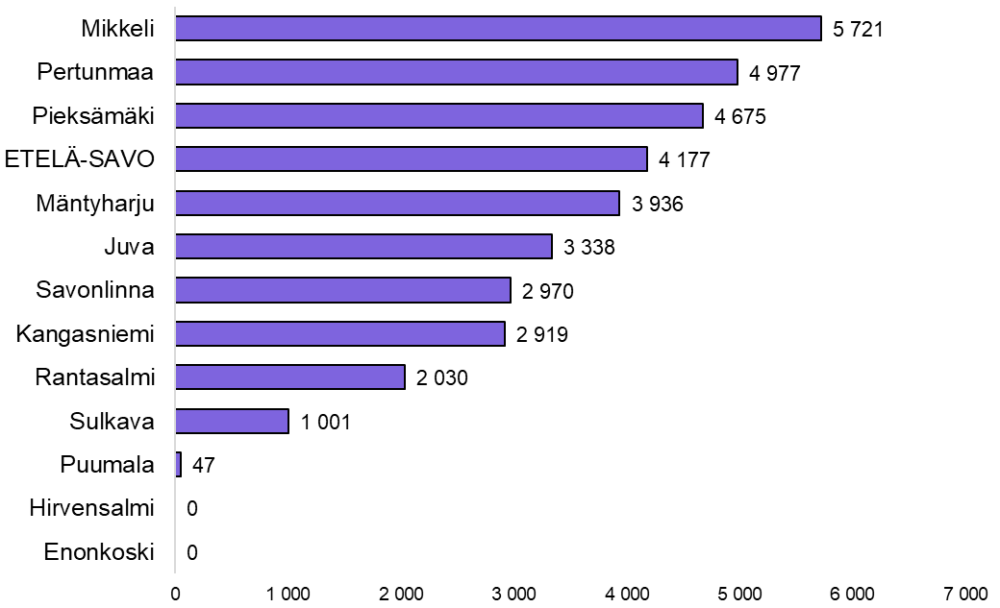 Mikkeli 5 721
Pertunmaa 4 977
Pieksämäki 4 675
ETELÄ-SAVO 4 177
Mäntyharju 3 936
Juva 3 338
Savonlinna 2 970
Kangasniemi 2 919
Rantasalmi 2 030
Sulkava 1 001
Puumala 47
Hirvensalmi 0
Enonkoski 0
0 1 000 2 000 3 000 4 000 5 000 6 000 7 000